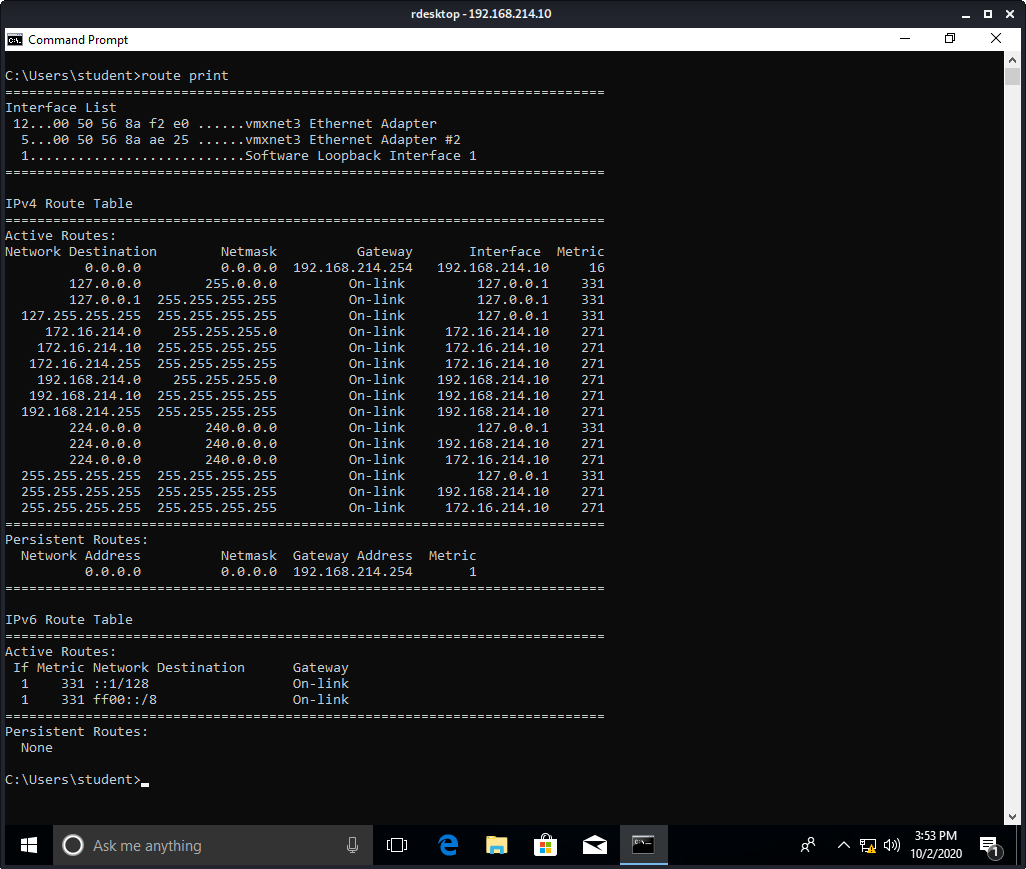 rdesktop - 192.168.214.10
Command Prompt
C:\Users\student>route print
===========================================================================
Interface List
 12...00 50 56 8a f2 e0 ......vmxnet3 Ethernet Adapter
  5...00 50 56 8a ae 25 ......vmxnet3 Ethernet Adapter #2
  1...........................Software Loopback Interface 1
===========================================================================
IPv4 Route Table
===========================================================================
Active Routes:
Network Destination        Netmask          Gateway       Interface  Metric
          0.0.0.0          0.0.0.0  192.168.214.254   192.168.214.10     16
        127.0.0.0        255.0.0.0         On-link         127.0.0.1    331
        127.0.0.1  255.255.255.255         On-link         127.0.0.1    331
  127.255.255.255  255.255.255.255         On-link         127.0.0.1    331
     172.16.214.0    255.255.255.0         On-link     172.16.214.10    271
    172.16.214.10  255.255.255.255         On-link     172.16.214.10    271
   172.16.214.255  255.255.255.255         On-link     172.16.214.10    271
    192.168.214.0    255.255.255.0         On-link    192.168.214.10    271
   192.168.214.10  255.255.255.255         On-link    192.168.214.10    271
  192.168.214.255  255.255.255.255         On-link    192.168.214.10    271
        224.0.0.0        240.0.0.0         On-link         127.0.0.1    331
        224.0.0.0        240.0.0.0         On-link    192.168.214.10    271
        224.0.0.0        240.0.0.0         On-link     172.16.214.10    271
  255.255.255.255  255.255.255.255         On-link         127.0.0.1    331
  255.255.255.255  255.255.255.255         On-link    192.168.214.10    271
  255.255.255.255  255.255.255.255         On-link     172.16.214.10    271
===========================================================================
Persistent Routes:
  Network Address          Netmask  Gateway Address  Metric
          0.0.0.0          0.0.0.0  192.168.214.254       1
===========================================================================
IPv6 Route Table
===========================================================================
Active Routes:
 If Metric Network Destination      Gateway
  1    331 ::1/128                  On-link
  1    331 ff00::/8                 On-link
===========================================================================
Persistent Routes:
  None
C:\Users\student>
Ask me anything
3:53 PM
10/2/2020
1